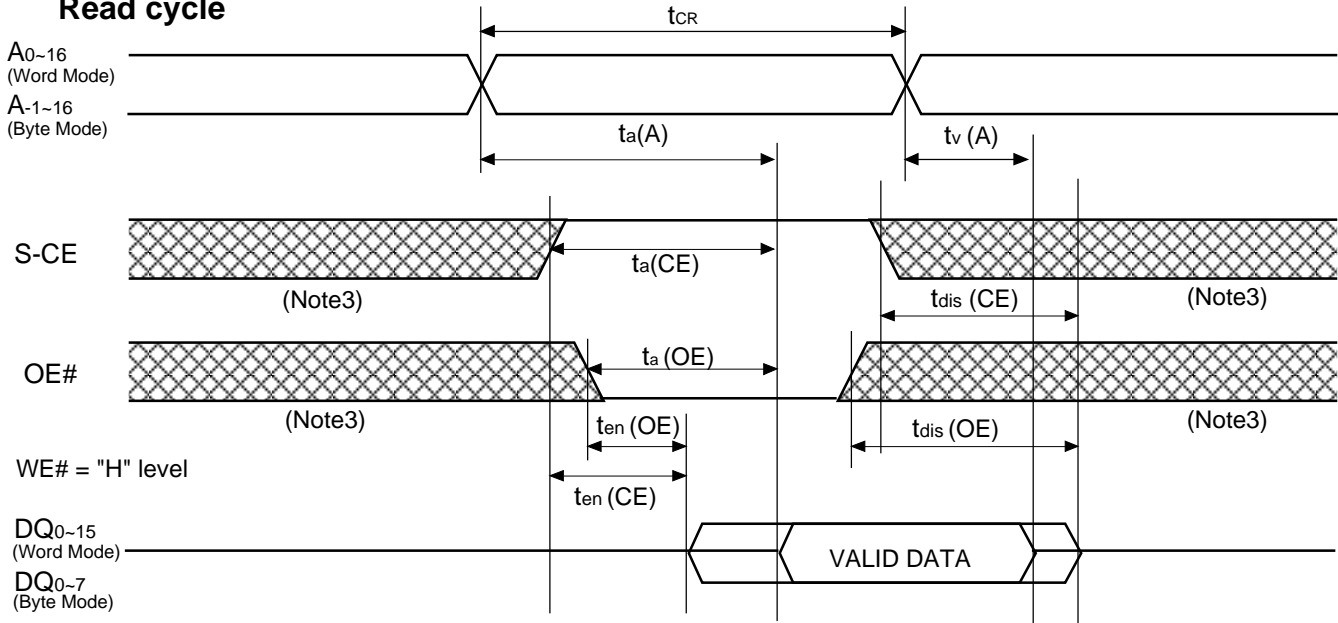 Read cycle
tCR
A0~16
(Word Mode)
A-1~16
(Byte Mode)
ta(A)
tv (A)
S-CE
ta(CE)
(Note3)
tdis (CE)
(Note3)
OE#
ta (OE)
(Note3)
ten (OE)
tdis (OE)
(Note3)
WE# = "H" level
ten (CE)
DQ0~15
(Word Mode)
VALID DATA
DQ0~7
(Byte Mode)